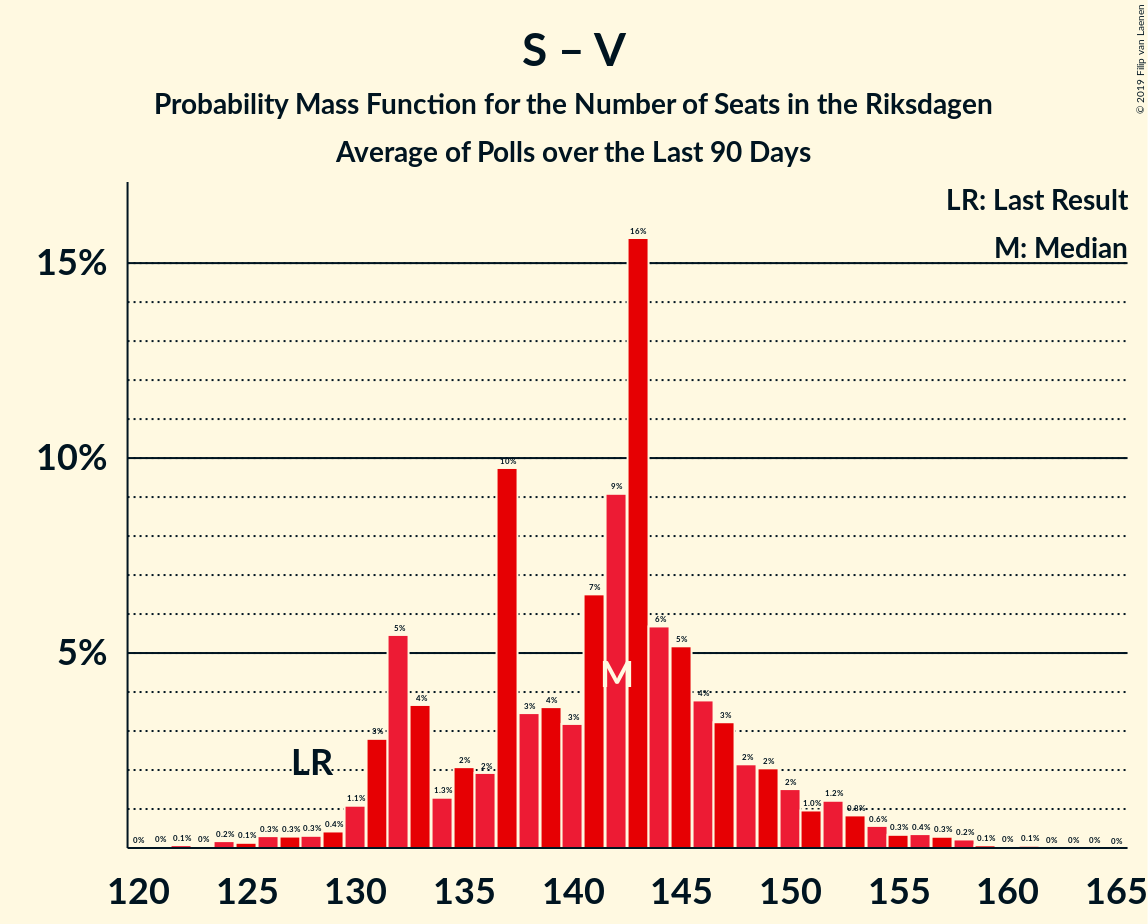 S – V
Probability Mass Function for the Number of Seats in the Riksdagen
Average of Polls over the Last 90 Days
© 2019 Filip van Laenen
LR: Last Result
M: Median
15%
10%
5%
0% 0% 0.1% 0% 0.2% 0.1% 0.3% 0.3% 0.3% 0.4% 1.1% 3% 5% 4% 1.3% 2% 2% 10% 3% 4% 3% 7% 9% 16% 6% 5% 4% 3% 2% 2% 2% 1.0% 1.2% 0.8% 0.6% 0.3% 0.4% 0.3% 0.2% 0.1% 0% 0.1% 0% 0% 0% 0%
LR
M
120 125 130 135 140 145 150 155 160 165